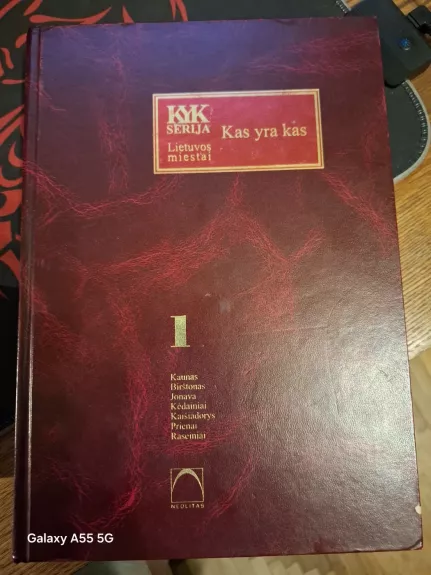 KYK
SERIJA
Lietuvos
miestai
Kas yra kas
1
Kaunas
Birštonas
Jonava
Kėdainiai
Kaišiadorys
Prienai
Raseiniai
NEOLITAS
Galaxy A55 5G